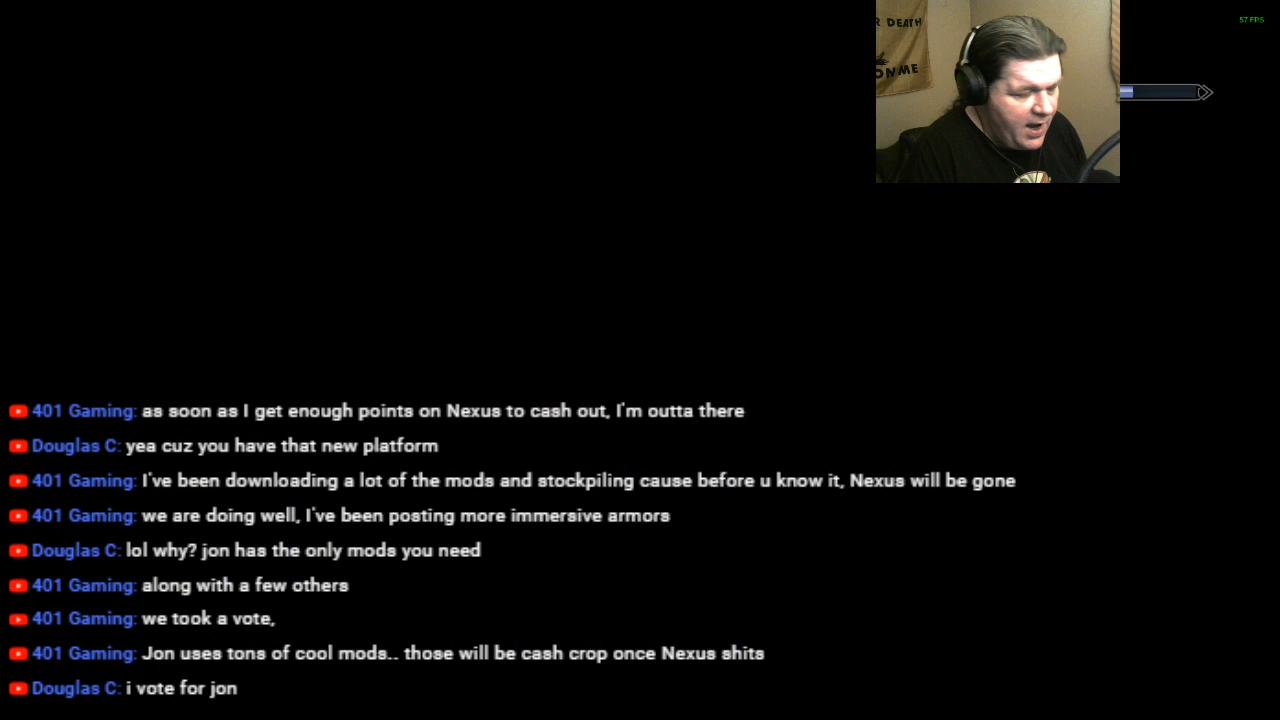 R DEATH
ON ME
57 FPS
401 Gaming: as soon as I get enough points on Nexus to cash out, I'm outta there
Douglas C: yea cuz you have that new platform
401 Gaming: I've been downloading a lot of the mods and stockpiling cause before u know it, Nexus will be gone
401 Gaming: we are doing well, I've been posting more immersive armors
Douglas C: lol why? jon has the only mods you need
401 Gaming: along with a few others
401 Gaming: we took a vote,
401 Gaming: Jon uses tons of cool mods.. those will be cash crop once Nexus shits
Douglas C: i vote for jon